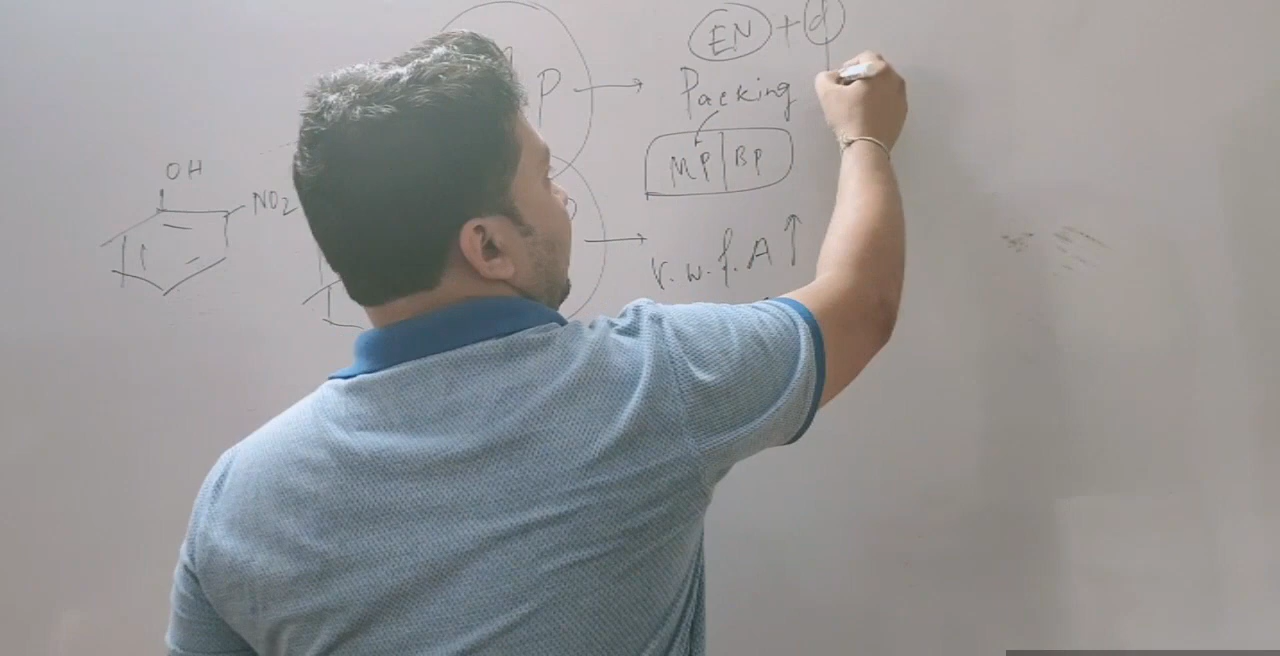 EN + d
P → Packing
MP | BP
OH
NO2
→ V.W.f.A ↑